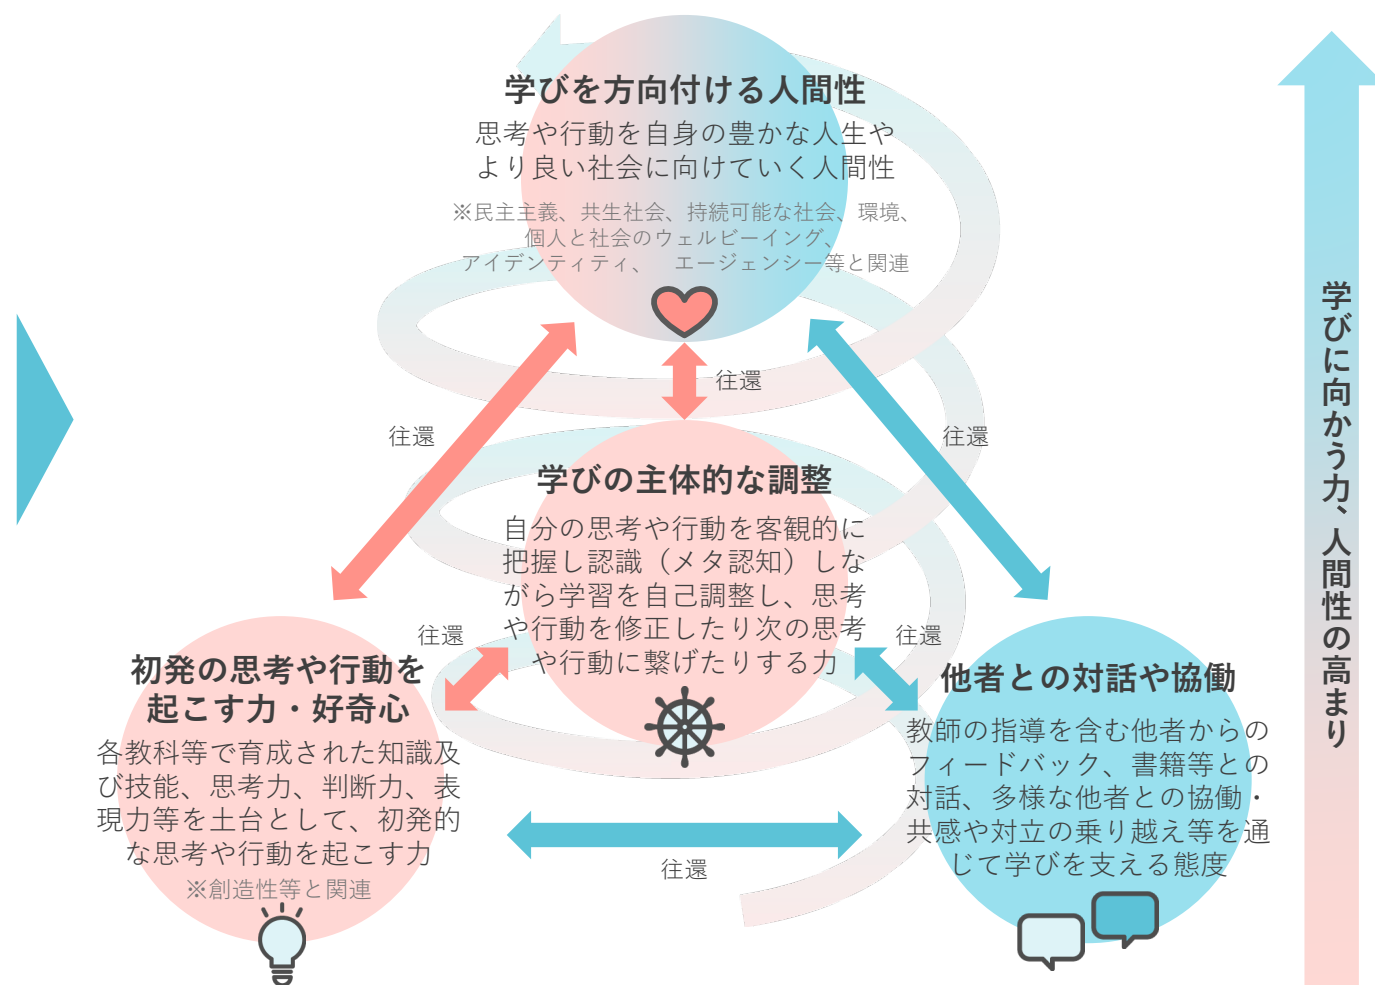 学びを方向付ける人間性
思考や行動を自身の豊かな人生や
より良い社会に向けていく人間性
※民主主義、共生社会、持続可能な社会、環境、
個人と社会のウェルビーイング、
アイデンティティ、 エージェンシー等と関連
往還
往還
往還
学びの主体的な調整
自分の思考や行動を客観的に
把握し認識（メタ認知）しな
がら学習を自己調整し、思考
や行動を修正したり次の思考
や行動に繋げたりする力
往還
往還
初発の思考や行動を
起こす力・好奇心
各教科等で育成された知識及
び技能、思考力、判断力、表
現力等を土台として、初発的
な思考や行動を起こす力
※創造性等と関連
他者との対話や協働
教師の指導を含む他者からの
フィードバック、書籍等との
対話、多様な他者との協働・
共感や対立の乗り越え等を通
じて学びを支える態度
往還
学びに向かう力、人間性の高まり